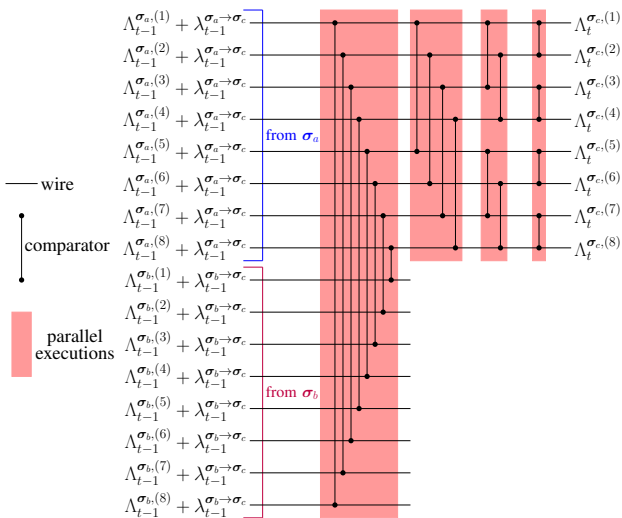 Λ_{t−1}^{σ_a,(1)} + λ_{t−1}^{σ_a→σ_c} Λ_t^{σ_c,(1)}
Λ_{t−1}^{σ_a,(2)} + λ_{t−1}^{σ_a→σ_c} Λ_t^{σ_c,(2)}
Λ_{t−1}^{σ_a,(3)} + λ_{t−1}^{σ_a→σ_c} Λ_t^{σ_c,(3)}
Λ_{t−1}^{σ_a,(4)} + λ_{t−1}^{σ_a→σ_c} Λ_t^{σ_c,(4)}
from σ_a
Λ_{t−1}^{σ_a,(5)} + λ_{t−1}^{σ_a→σ_c} Λ_t^{σ_c,(5)}
wire
Λ_{t−1}^{σ_a,(6)} + λ_{t−1}^{σ_a→σ_c} Λ_t^{σ_c,(6)}
Λ_{t−1}^{σ_a,(7)} + λ_{t−1}^{σ_a→σ_c} Λ_t^{σ_c,(7)}
comparator
Λ_{t−1}^{σ_a,(8)} + λ_{t−1}^{σ_a→σ_c} Λ_t^{σ_c,(8)}
Λ_{t−1}^{σ_b,(1)} + λ_{t−1}^{σ_b→σ_c}
Λ_{t−1}^{σ_b,(2)} + λ_{t−1}^{σ_b→σ_c}
parallel
executions
Λ_{t−1}^{σ_b,(3)} + λ_{t−1}^{σ_b→σ_c}
Λ_{t−1}^{σ_b,(4)} + λ_{t−1}^{σ_b→σ_c}
from σ_b
Λ_{t−1}^{σ_b,(5)} + λ_{t−1}^{σ_b→σ_c}
Λ_{t−1}^{σ_b,(6)} + λ_{t−1}^{σ_b→σ_c}
Λ_{t−1}^{σ_b,(7)} + λ_{t−1}^{σ_b→σ_c}
Λ_{t−1}^{σ_b,(8)} + λ_{t−1}^{σ_b→σ_c}